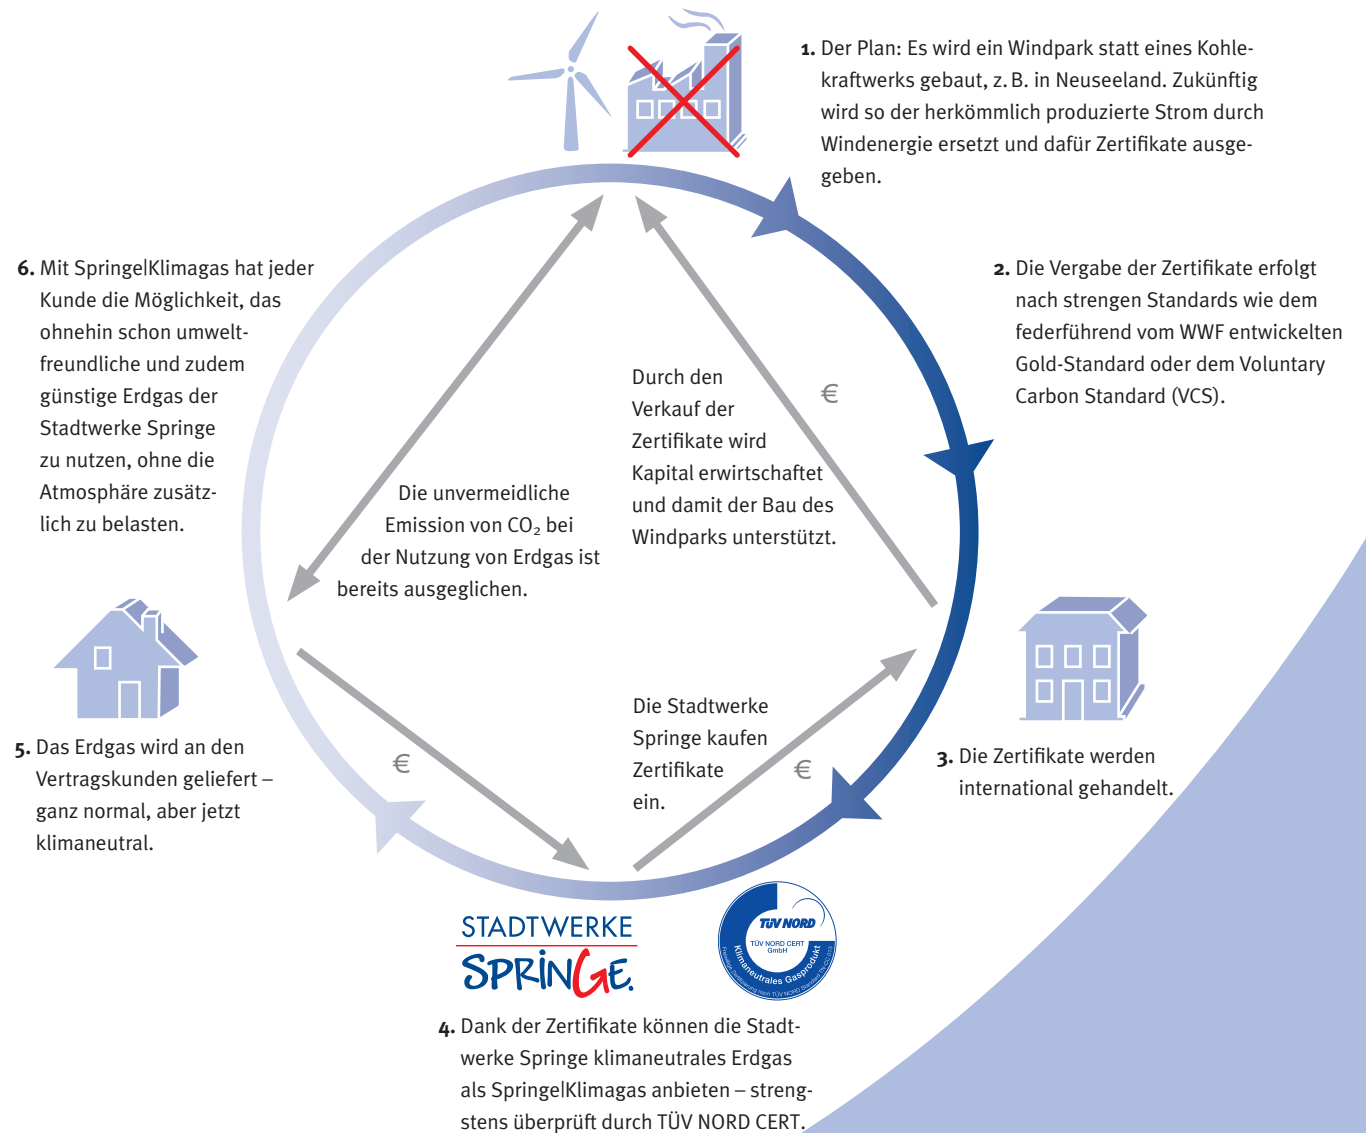 1. Der Plan: Es wird ein Windpark statt eines Kohle-
kraftwerks gebaut, z. B. in Neuseeland. Zukünftig
wird so der herkömmlich produzierte Strom durch
Windenergie ersetzt und dafür Zertifikate ausge-
geben.
2. Die Vergabe der Zertifikate erfolgt
nach strengen Standards wie dem
federführend vom WWF entwickelten
Gold-Standard oder dem Voluntary
Carbon Standard (VCS).
6. Mit Springe|Klimagas hat jeder
Kunde die Möglichkeit, das
ohnehin schon umwelt-
freundliche und zudem
günstige Erdgas der
Stadtwerke Springe
zu nutzen, ohne die
Atmosphäre zusätz-
lich zu belasten.
Durch den
Verkauf der
Zertifikate wird
Kapital erwirtschaftet
und damit der Bau des
Windparks unterstützt.
€
Die unvermeidliche
Emission von CO₂ bei
der Nutzung von Erdgas ist
bereits ausgeglichen.
Die Stadtwerke
Springe kaufen
Zertifikate
ein.
€
€
3. Die Zertifikate werden
international gehandelt.
5. Das Erdgas wird an den
Vertragskunden geliefert –
ganz normal, aber jetzt
klimaneutral.
STADTWERKE
SPRINGE.
TÜV NORD
TÜV NORD CERT
GmbH
Klimaneutrales Gasprodukt
4. Dank der Zertifikate können die Stadt-
werke Springe klimaneutrales Erdgas
als Springe|Klimagas anbieten – streng-
stens überprüft durch TÜV NORD CERT.